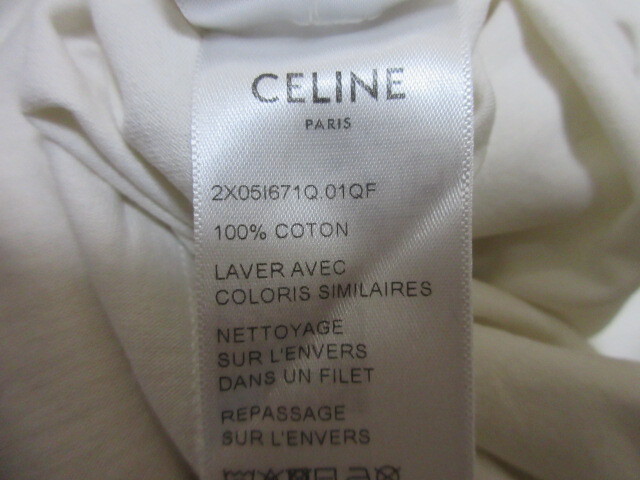 CELINE
PARIS
2X05I671Q.01QF
100% COTON
LAVER AVEC
COLORIS SIMILAIRES
NETTOYAGE
SUR L'ENVERS
DANS UN FILET
REPASSAGE
SUR L'ENVERS